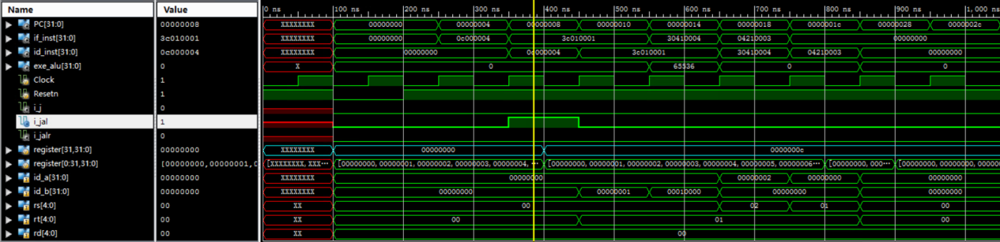 Name Value 0 ns 100 ns 200 ns 300 ns 400 ns 500 ns 600 ns 700 ns 800 ns 900 ns 1,000 ns
PC[31:0] 00000008 XXXXXXXX 00000000 00000004 00000008 00000010 00000014 00000018 0000001c 00000028 0000002c
if_inst[31:0] 3c010001 XXXXXXXX 00000000 0c000004 3c010001 30410004 04210003 00000000
id_inst[31:0] 0c000004 XXXXXXXX 00000000 0c000004 3c010001 30410004 04210003 00000000
exe_alu[31:0] 0 X 0 65536 0 0
Clock 1
Resetn 1
i_j 0
i_jal 1
i_jalr 0
register[31,31:0] 00000000 XXXXXXXX 00000000 0000000c
register[0:31,31:0] [00000000,00000001,0 [XXXXXXXX, XXX··· [00000000, 00000001, 00000002, 00000003, 00000004, ··· [00000000, 00000001, 00000002, 00000003, 00000004, 00000005, 00000006··· [00000000, 000··· [00000000, 00000000, 00000002, 0000
id_a[31:0] 00000000 XXXXXXXX 00000000 00000002 00000000 00000000
id_b[31:0] 00000000 XXXXXXXX 00000000 00000001 00010000 00000000 00000000
rs[4:0] 00 XX 00 02 01 00
rt[4:0] 00 XX 00 01 00
rd[4:0] 00 XX 00